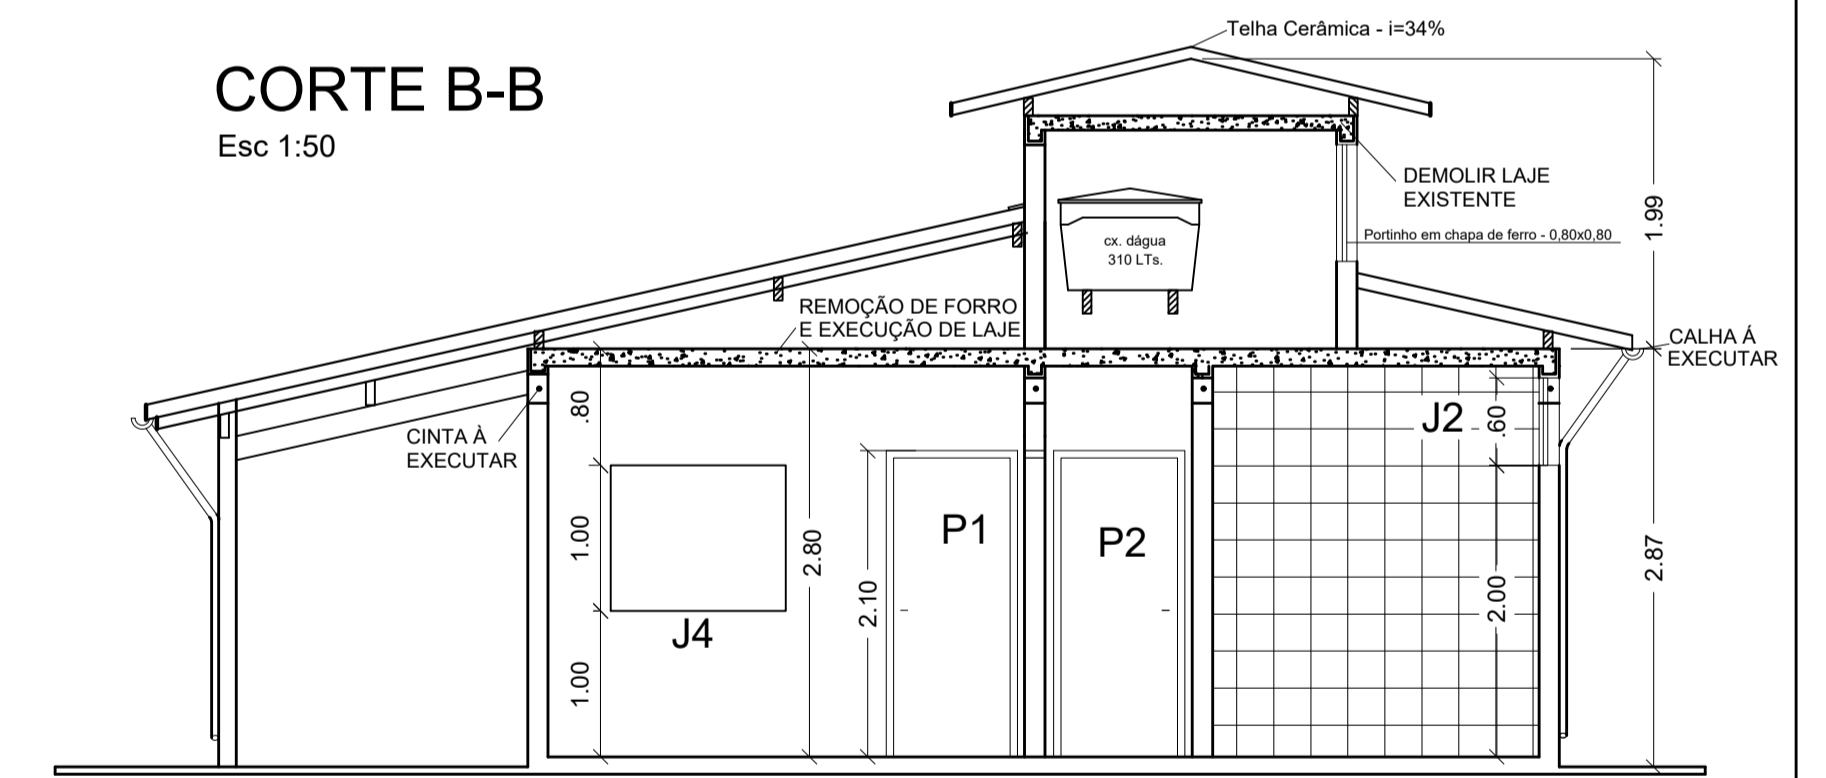 Telha Cerâmica - i=34%
CORTE B-B
Esc 1:50
DEMOLIR LAJE
EXISTENTE
1.99
Portinho em chapa de ferro - 0,80x0,80
cx. dágua
310 LTs.
REMOÇÃO DE FORRO
E EXECUÇÃO DE LAJE
CALHA Á
EXECUTAR
CINTA À
EXECUTAR
.80
J2
.60
1.00
2.80
P1
P2
2.87
2.10
2.00
J4
1.00